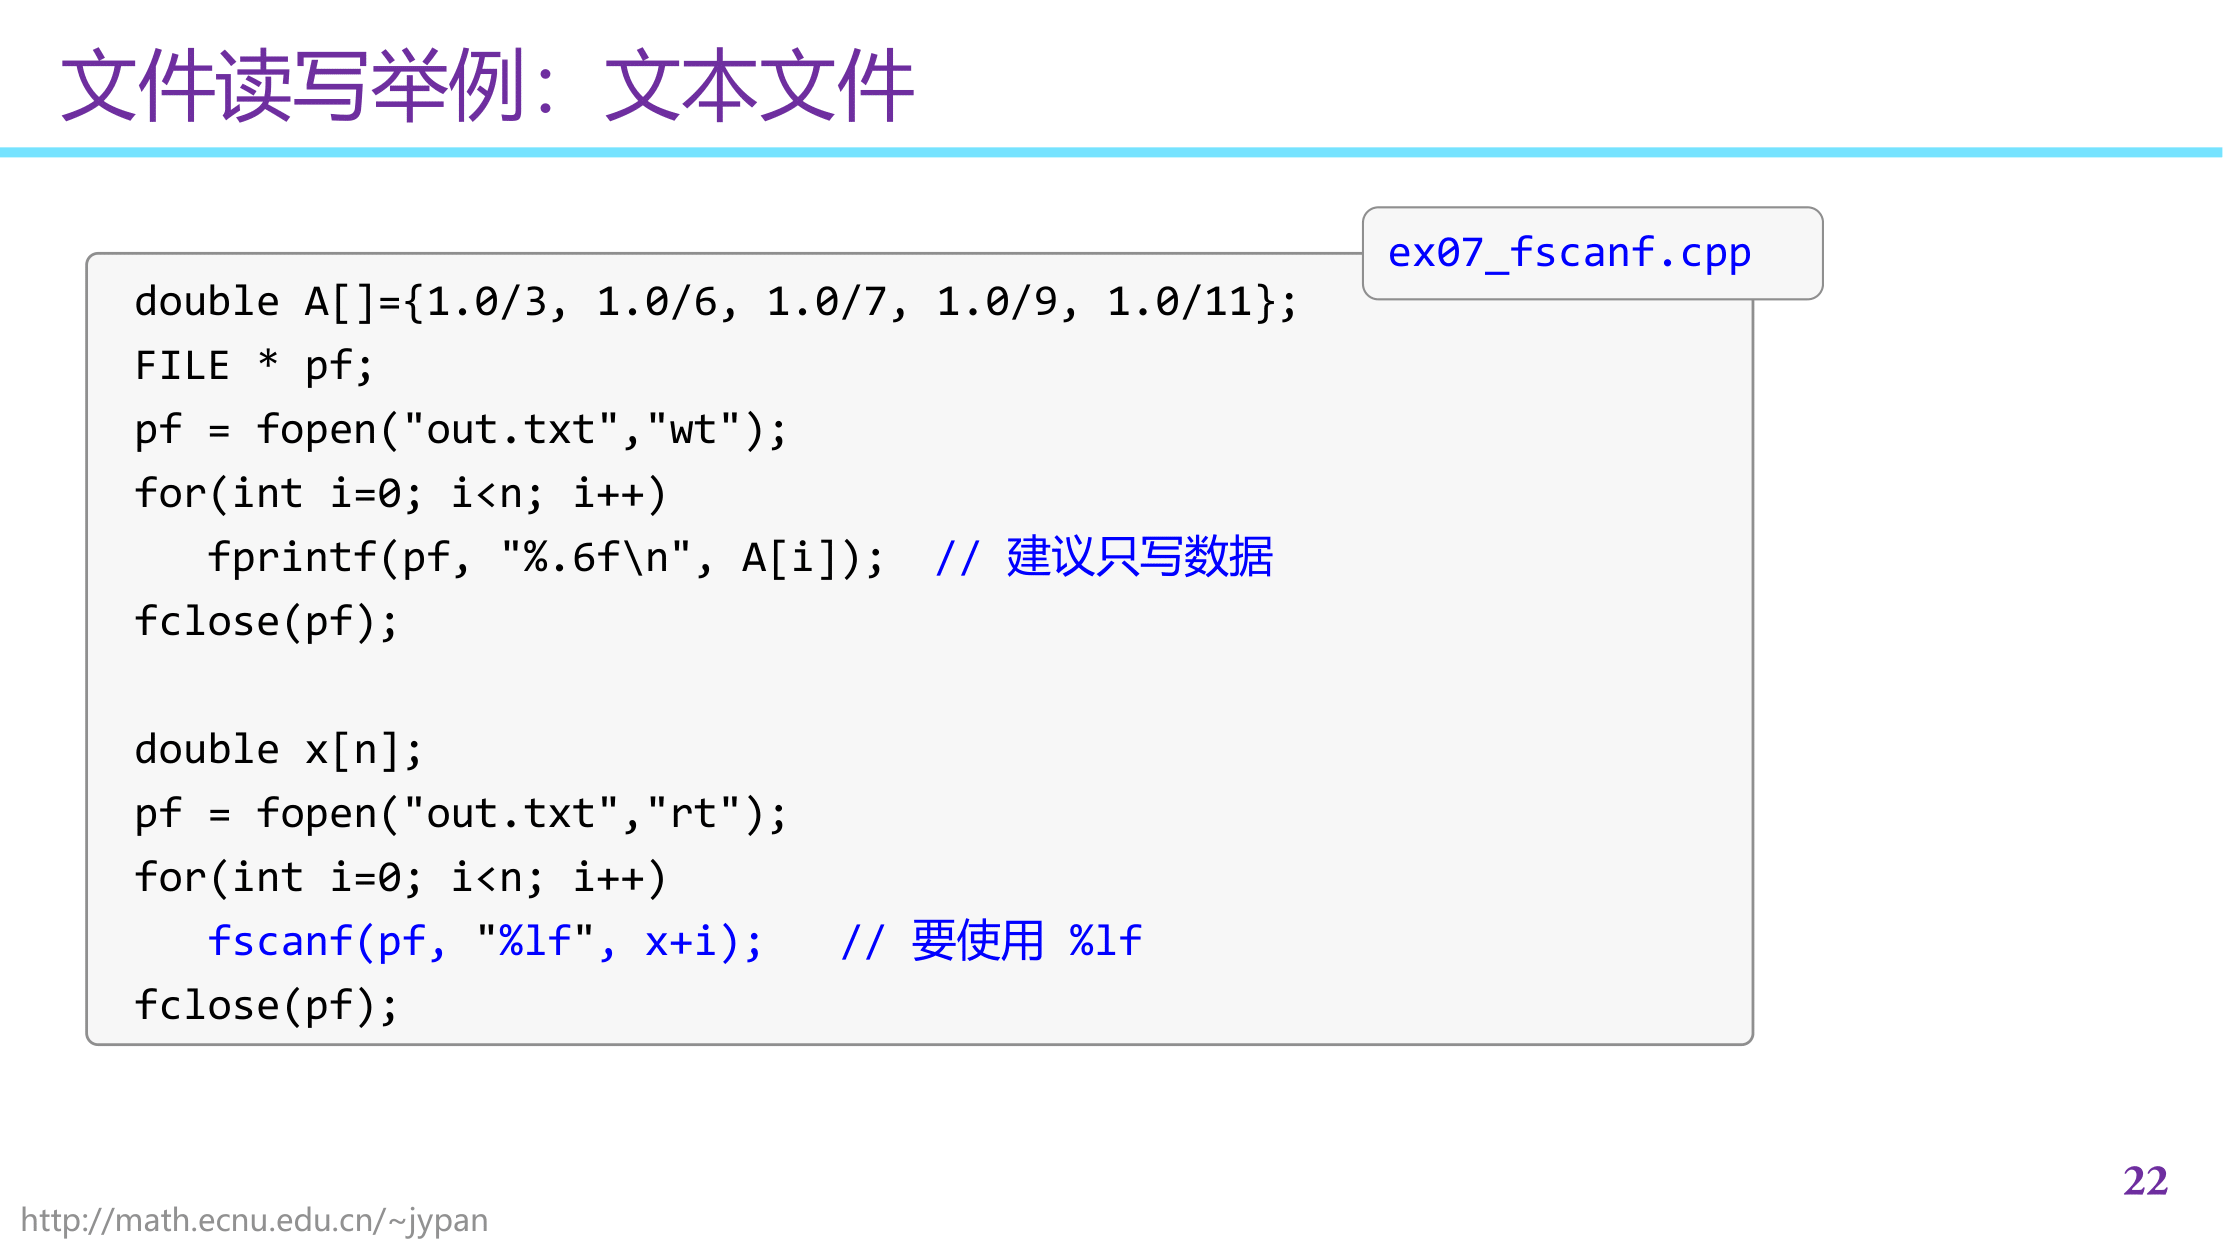 文件读写举例：文本文件
ex07_fscanf.cpp
double A[]={1.0/3, 1.0/6, 1.0/7, 1.0/9, 1.0/11};
FILE * pf;
pf = fopen("out.txt","wt");
for(int i=0; i<n; i++)
   fprintf(pf, "%.6f\n", A[i]);  // 建议只写数据
fclose(pf);
double x[n];
pf = fopen("out.txt","rt");
for(int i=0; i<n; i++)
   fscanf(pf, "%lf", x+i);   // 要使用 %lf
fclose(pf);
22
http://math.ecnu.edu.cn/~jypan